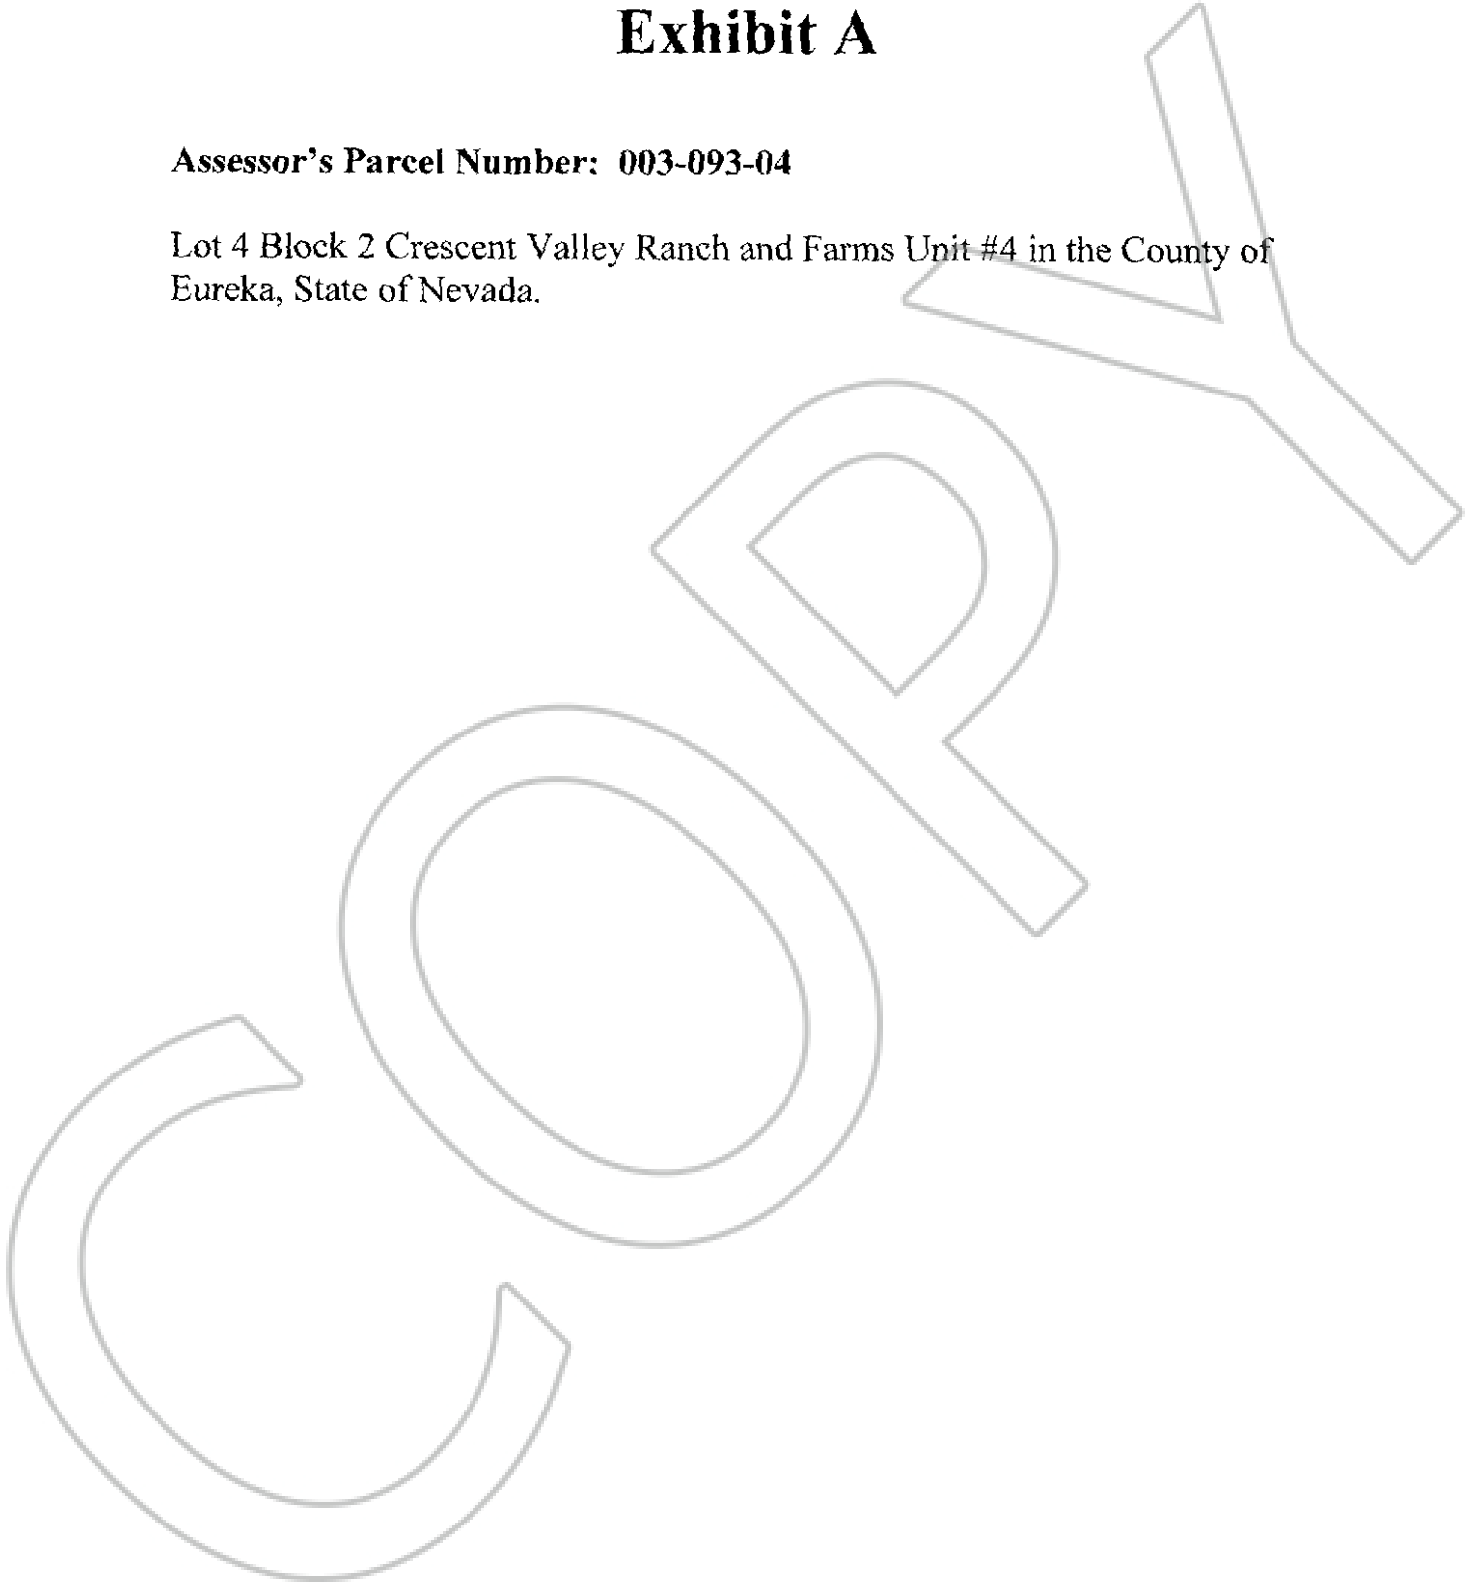 Exhibit A
Assessor's Parcel Number: 003-093-04
Lot 4 Block 2 Crescent Valley Ranch and Farms Unit #4 in the County of
Eureka, State of Nevada.
COPY